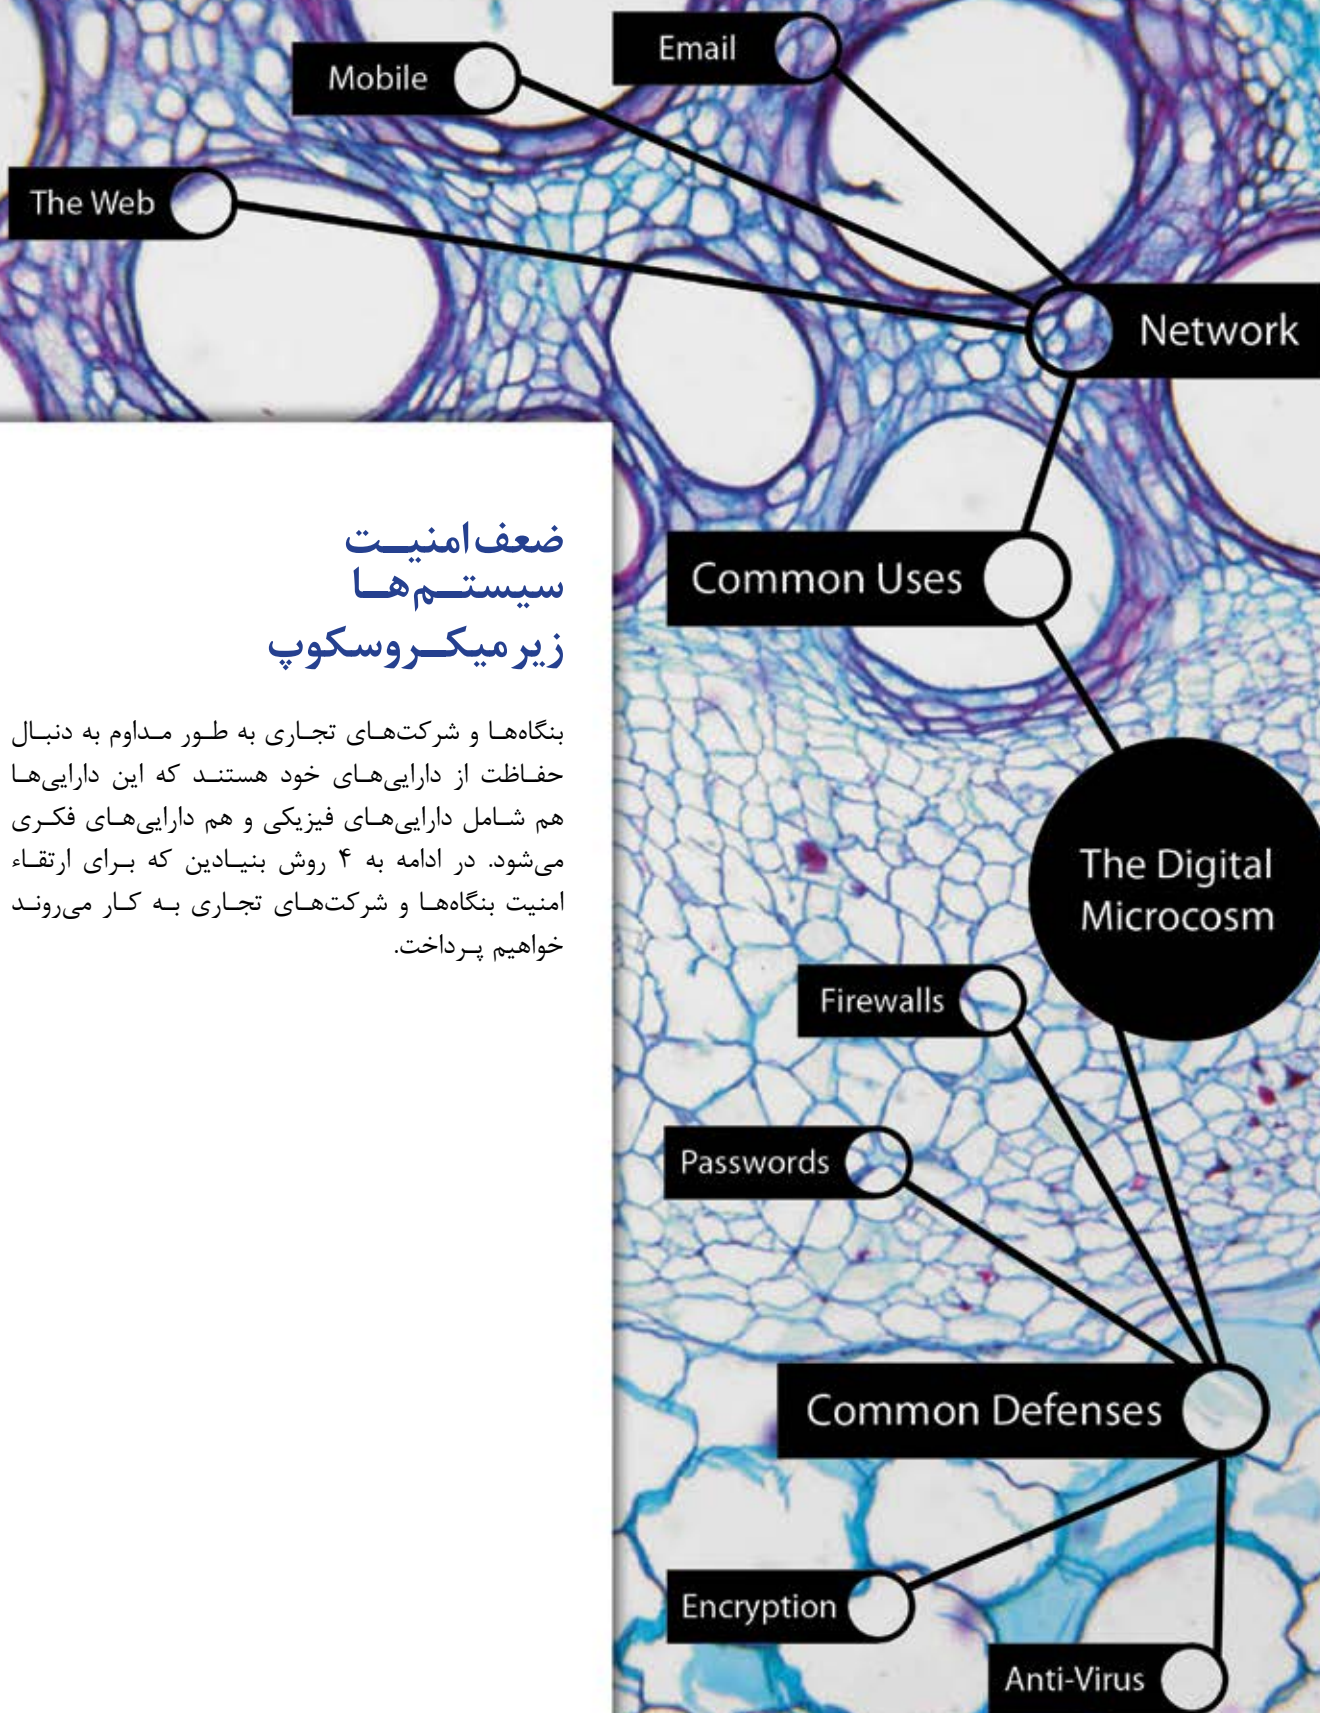 Email
Mobile
The Web
Network
ضعف امنیت
سیستم‌ها
زیر میکروسکوپ
Common Uses
بنگاه‌ها و شرکت‌های تجاری به طور مداوم به دنبال
حفاظت از دارایی‌های خود هستند که این دارایی‌ها
هم شامل دارایی‌های فیزیکی و هم دارایی‌های فکری
می‌شود. در ادامه به ۴ روش بنیادین که برای ارتقاء
امنیت بنگاه‌ها و شرکت‌های تجاری به کار می‌روند
خواهیم پرداخت.
The Digital
Microcosm
Firewalls
Passwords
Common Defenses
Encryption
Anti-Virus